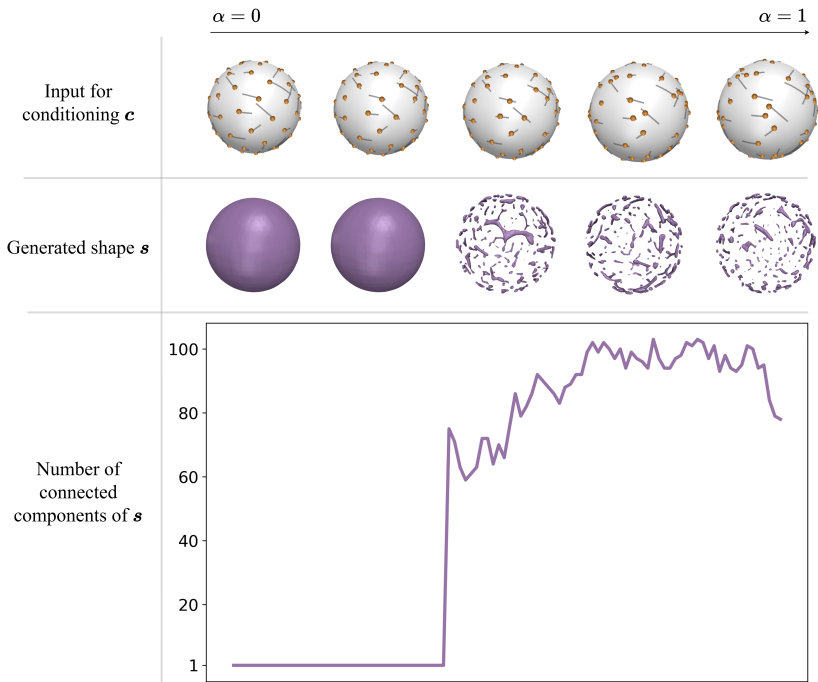 α = 0
α = 1
Input for
conditioning c
Generated shape s
Number of
connected
components of s
100
80
60
40
20
1